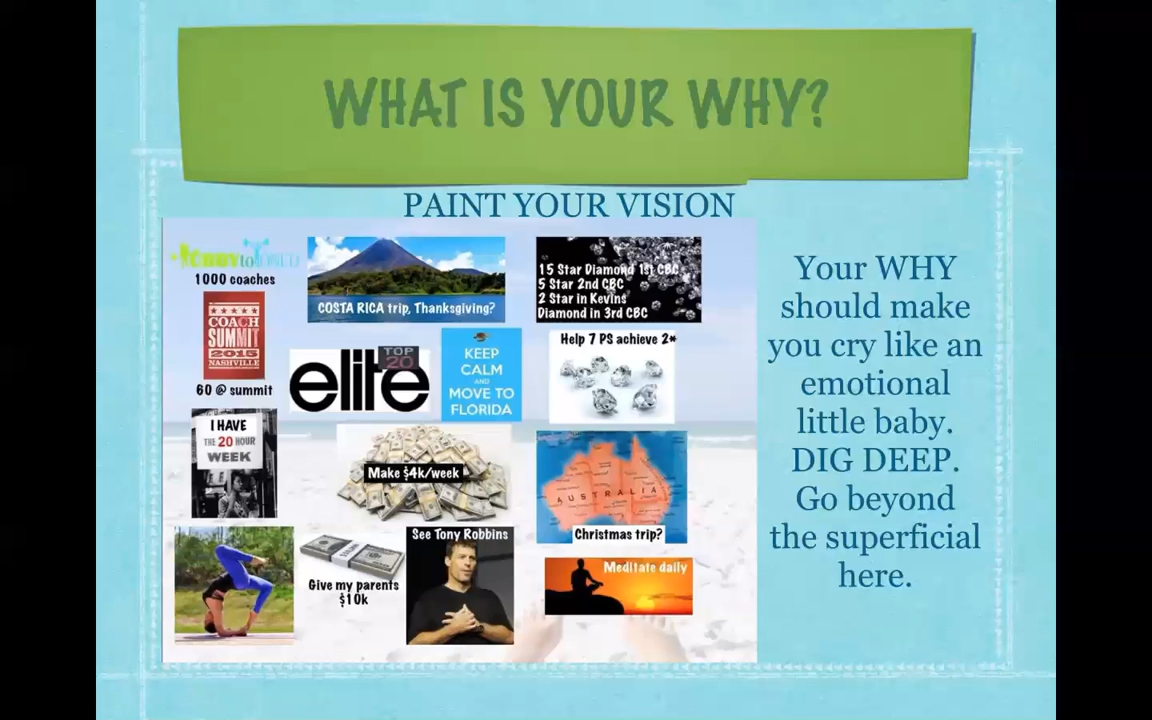 WHAT IS YOUR WHY?
PAINT YOUR VISION
1000 coaches
COACH
SUMMIT
2015
NASHVILLE
60 @ summit
I HAVE
THE 20 HOUR
WEEK
COSTA RICA trip, Thanksgiving?
TOP
20
elite
KEEP
CALM
AND
MOVE TO
FLORIDA
15 Star Diamond 1st CBC
5 Star 2nd CBC
2 Star in Kevins
Diamond in 3rd CBC
Help 7 PS achieve 2*
Make $4k/week
AUSTRALIA
Christmas trip?
Give my parents
$10k
See Tony Robbins
Meditate daily
Your WHY
should make
you cry like an
emotional
little baby.
DIG DEEP.
Go beyond
the superficial
here.